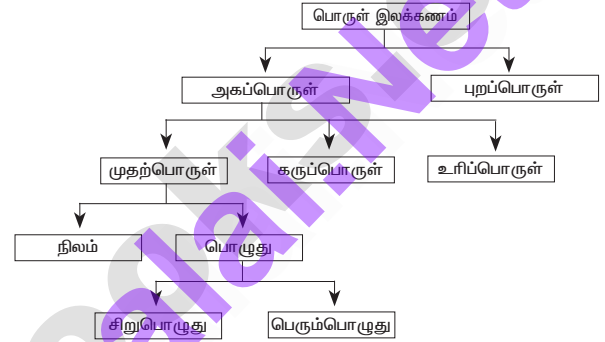 பொருள் இலக்கணம்
அகப்பொருள் புறப்பொருள்
முதற்பொருள் கருப்பொருள் உரிப்பொருள்
நிலம் பொழுது
சிறுபொழுது பெரும்பொழுது